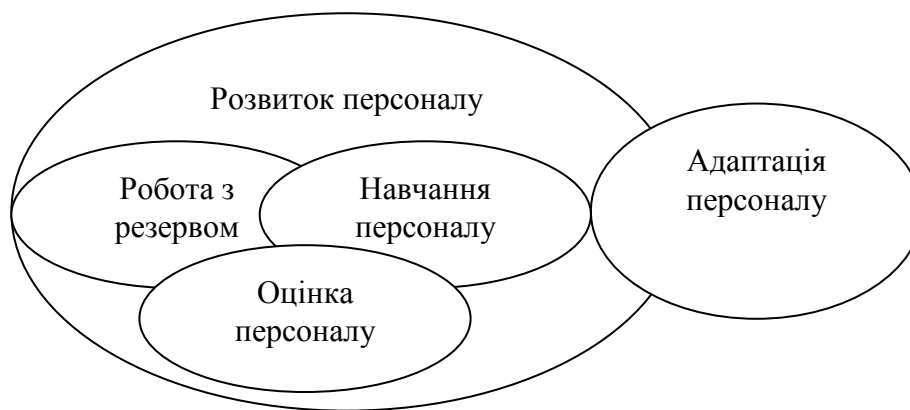 Розвиток персоналу
Робота з
резервом
Навчання
персоналу
Оцінка
персоналу
Адаптація
персоналу